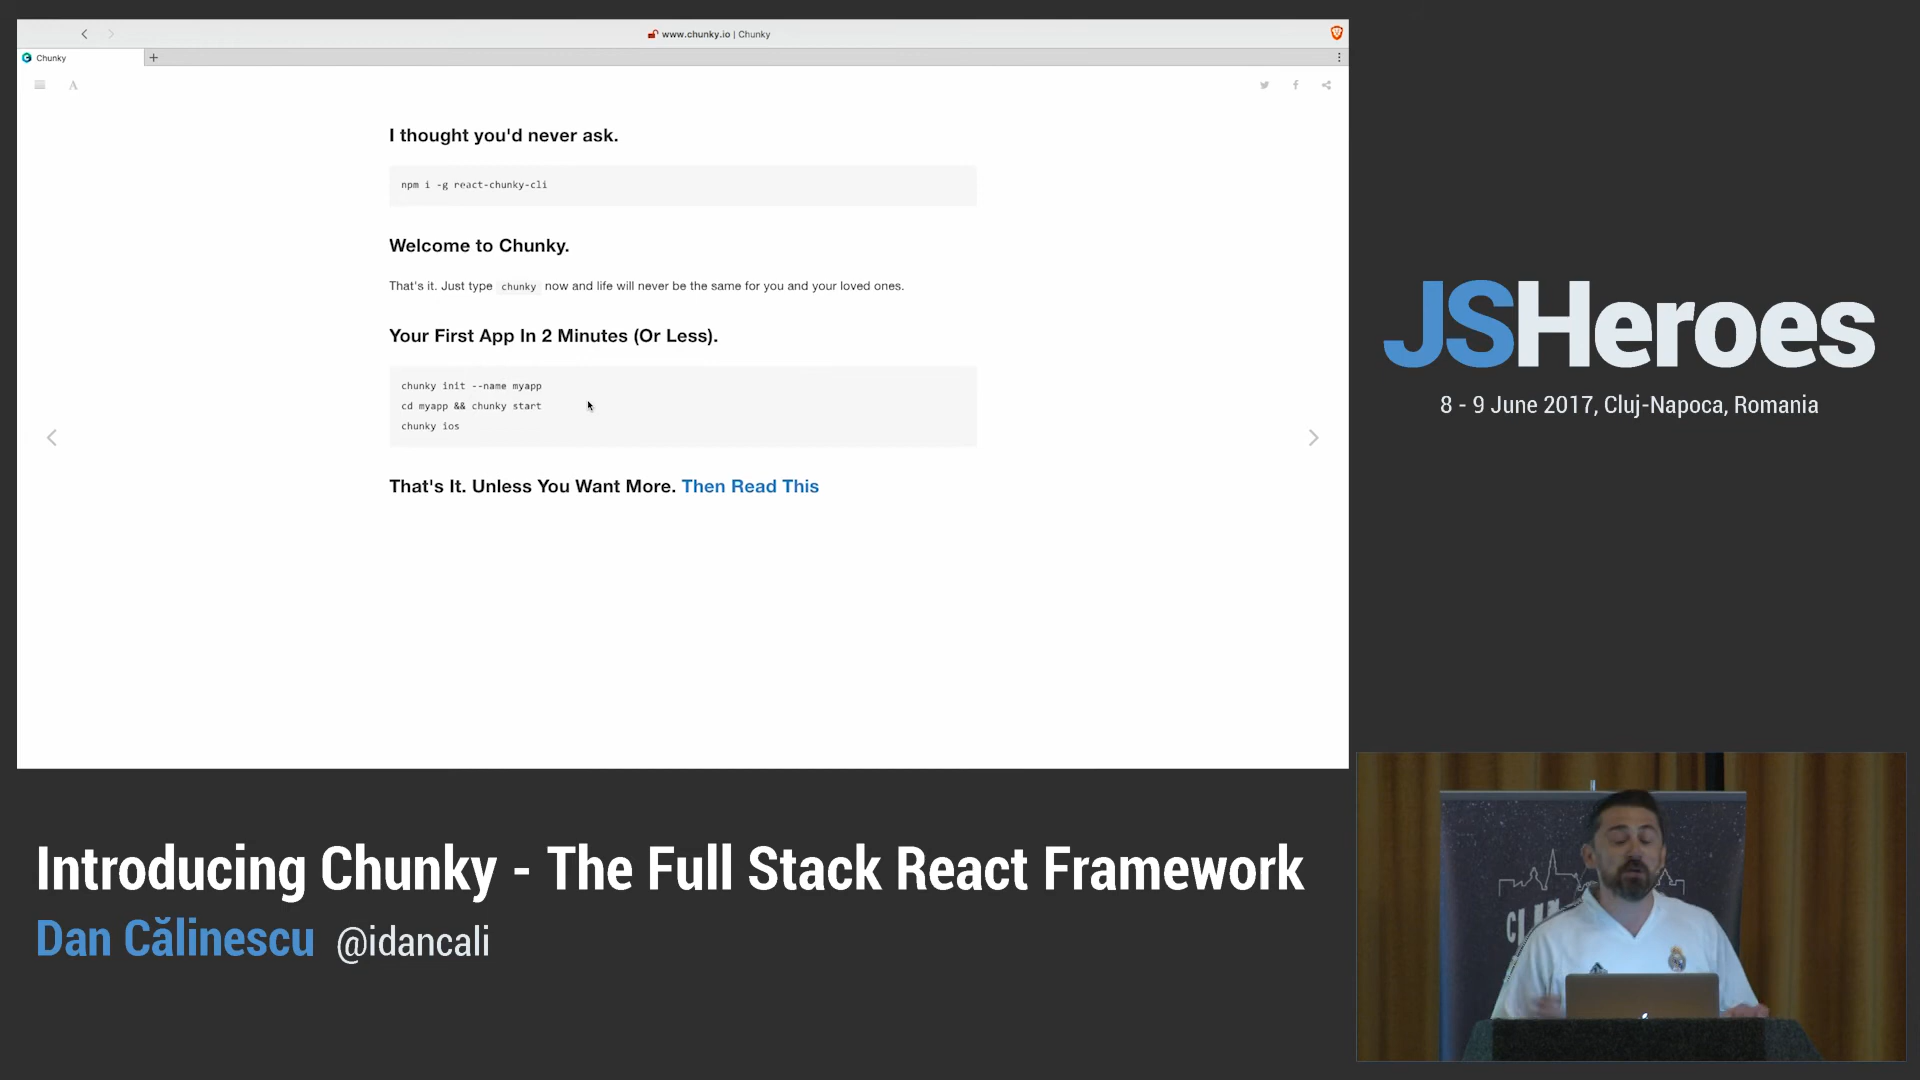 www.chunky.io | Chunky
Chunky
I thought you'd never ask.
npm i -g react-chunky-cli
Welcome to Chunky.
That's it. Just type chunky now and life will never be the same for you and your loved ones.
Your First App In 2 Minutes (Or Less).
chunky init --name myapp
cd myapp && chunky start
chunky ios
That's It. Unless You Want More. Then Read This
JSHeroes
8 - 9 June 2017, Cluj-Napoca, Romania
Introducing Chunky - The Full Stack React Framework
Dan Călinescu @idancali